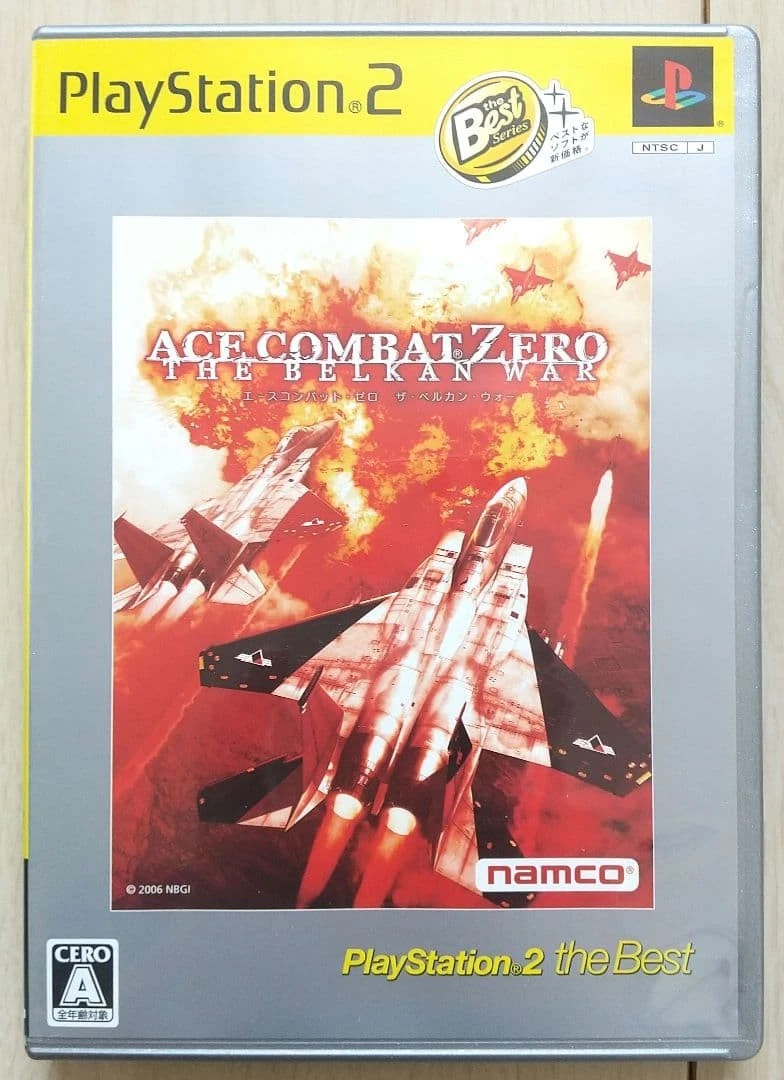 PlayStation®2
the
Best
Series
ベストな
ソフトが
新価格。
®
NTSC J
ACE COMBAT® ZERO
THE BELKAN WAR
エースコンバット・ゼロ ザ・ベルカン・ウォー
namco®
© 2006 NBGI
PlayStation®2 the Best
CERO
A
全年齢対象